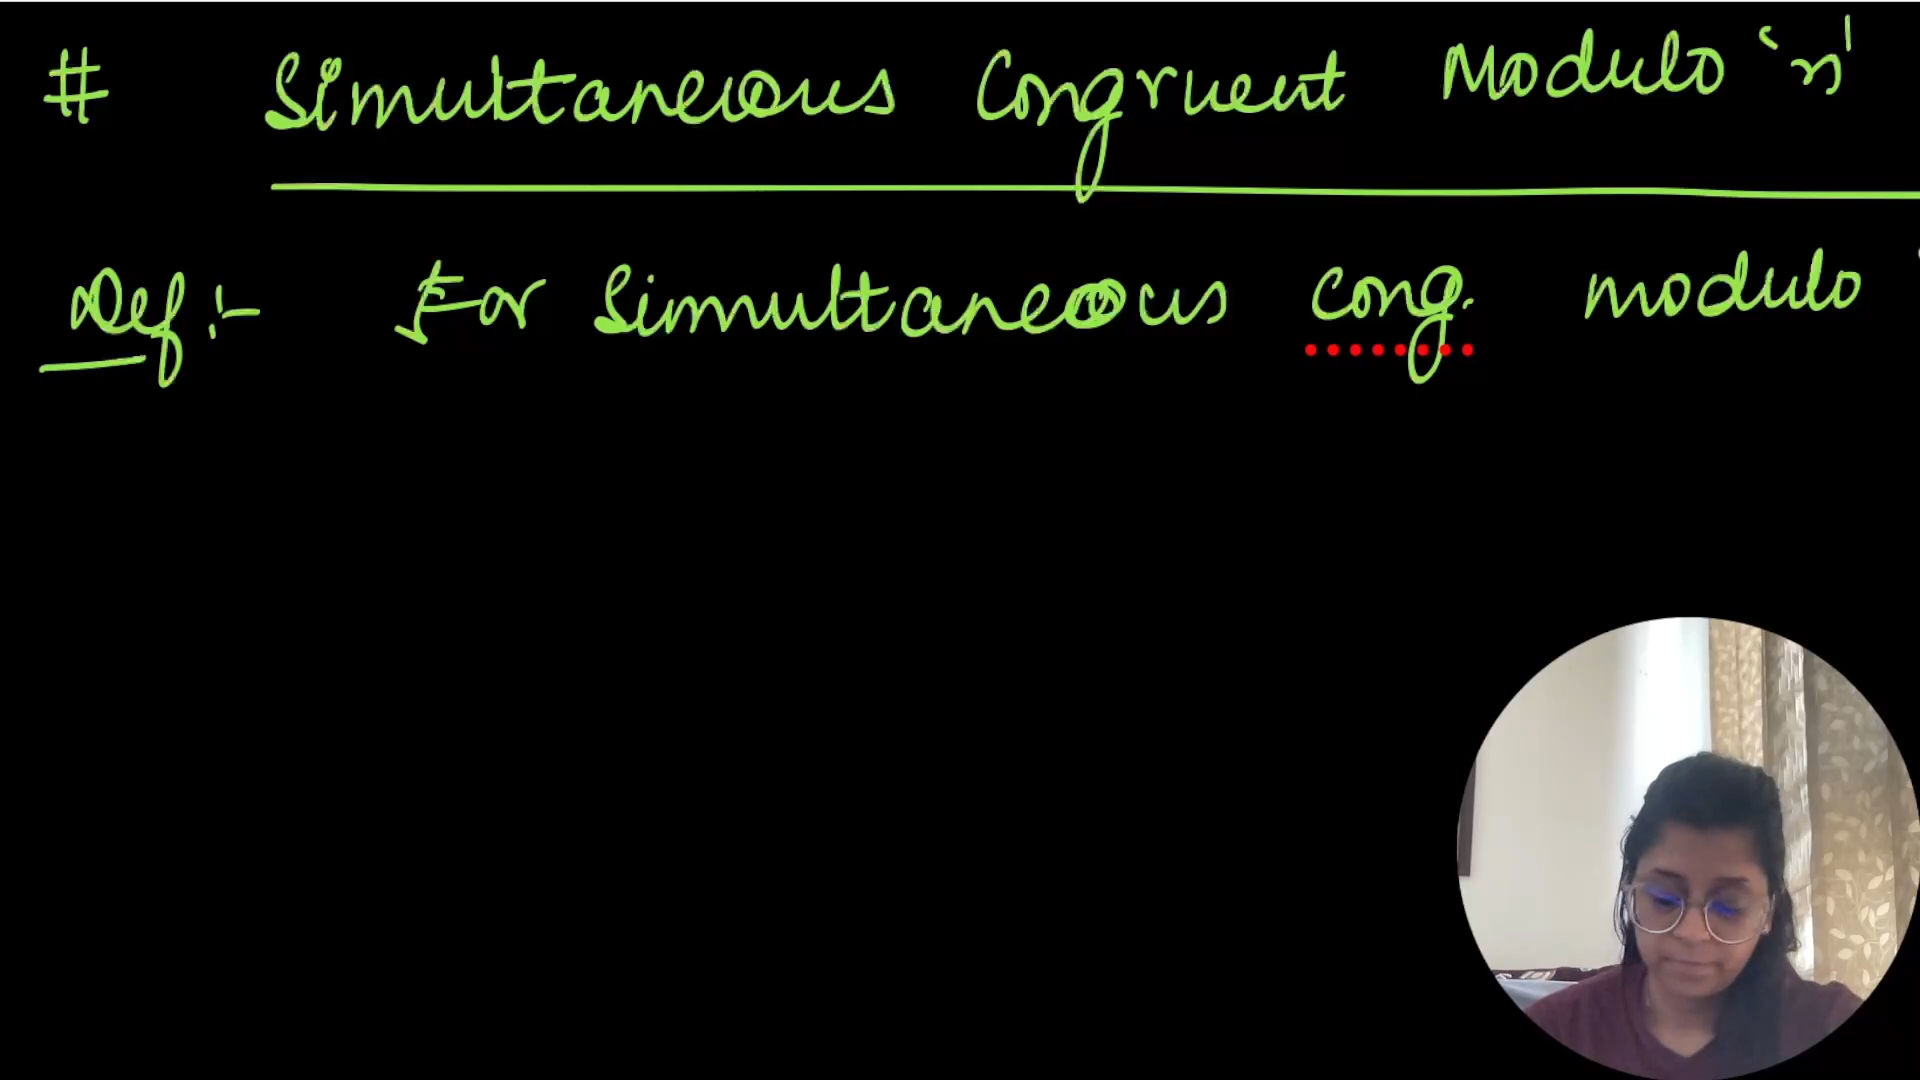 # Simultaneous Congruent Modulo 'n'
Def :- For Simultaneous cong. modulo '